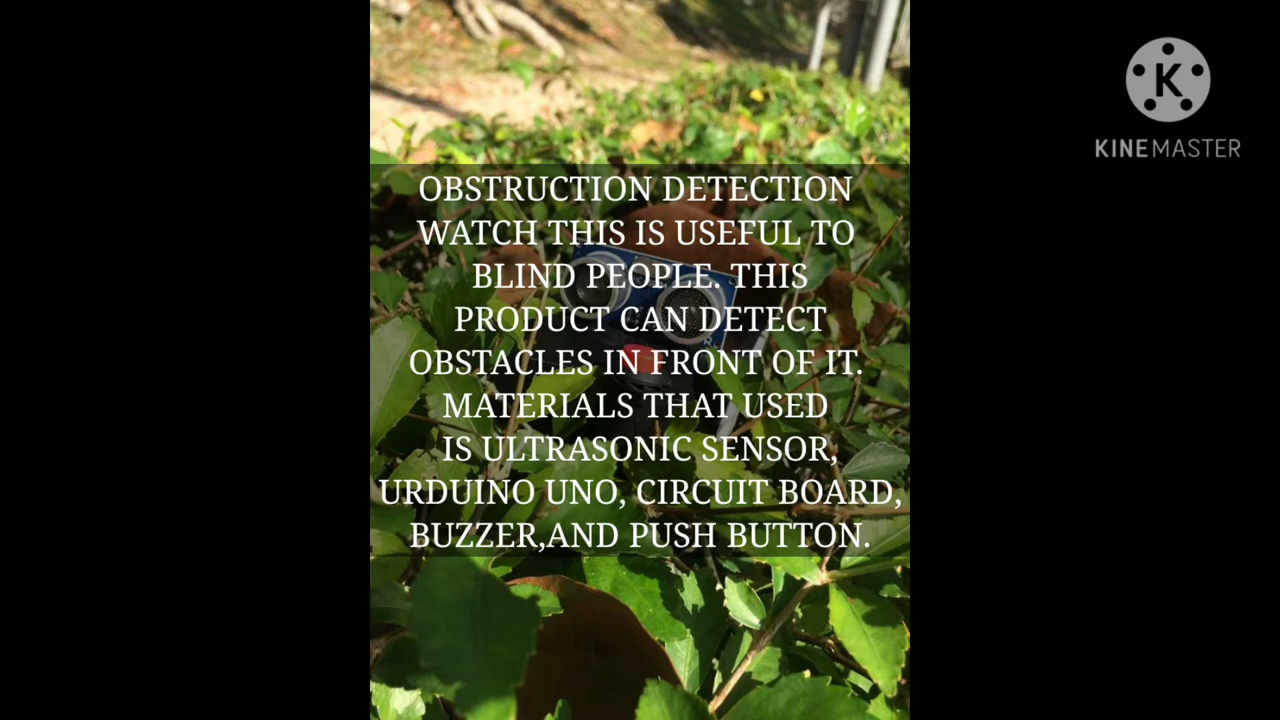 OBSTRUCTION DETECTION
WATCH THIS IS USEFUL TO
BLIND PEOPLE. THIS
PRODUCT CAN DETECT
OBSTACLES IN FRONT OF IT.
MATERIALS THAT USED
IS ULTRASONIC SENSOR,
URDUINO UNO, CIRCUIT BOARD,
BUZZER,AND PUSH BUTTON.
K
KINEMASTER